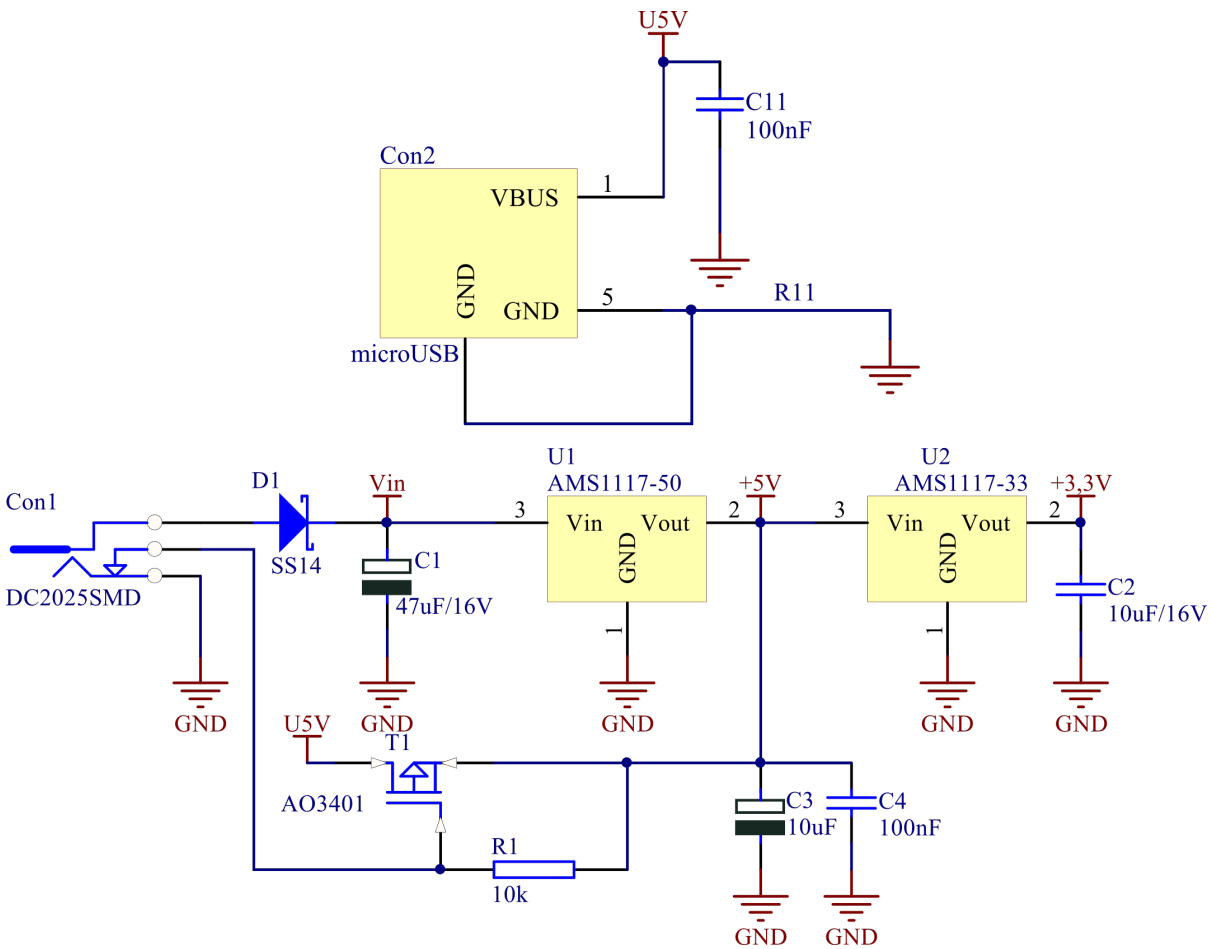 U5V
C11
100nF
Con2
VBUS
1
GND
GND
5
R11
microUSB
Con1
DC2025SMD
D1
SS14
Vin
C1
47uF/16V
U1
AMS1117-50
3
Vin
Vout
GND
2
1
+5V
U2
AMS1117-33
3
Vin
Vout
GND
2
1
+3,3V
C2
10uF/16V
GND
GND
GND
GND
GND
U5V
T1
AO3401
R1
10k
C3
10uF
C4
100nF
GND
GND